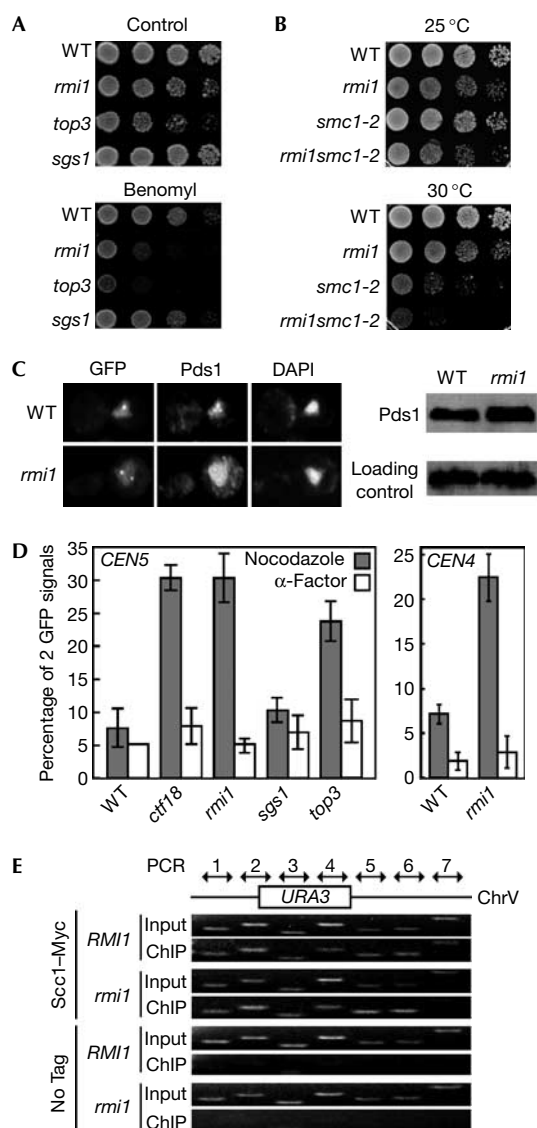 A
Control
WT
rmi1
top3
sgs1
Benomyl
WT
rmi1
top3
sgs1
B
25 °C
WT
rmi1
smc1-2
rmi1smc1-2
30 °C
WT
rmi1
smc1-2
rmi1smc1-2
C
GFP Pds1 DAPI
WT
rmi1
WT rmi1
Pds1
Loading
control
D
Percentage of 2 GFP signals
35
30
25
20
15
10
5
0
CEN5
Nocodazole
α-Factor
WT ctf18 rmi1 sgs1 top3
25
20
15
10
5
0
CEN4
WT rmi1
E
PCR 1 2 3 4 5 6 7
URA3 ChrV
Scc1–Myc
RMI1
Input
ChIP
rmi1
Input
ChIP
No Tag
RMI1
Input
ChIP
rmi1
Input
ChIP